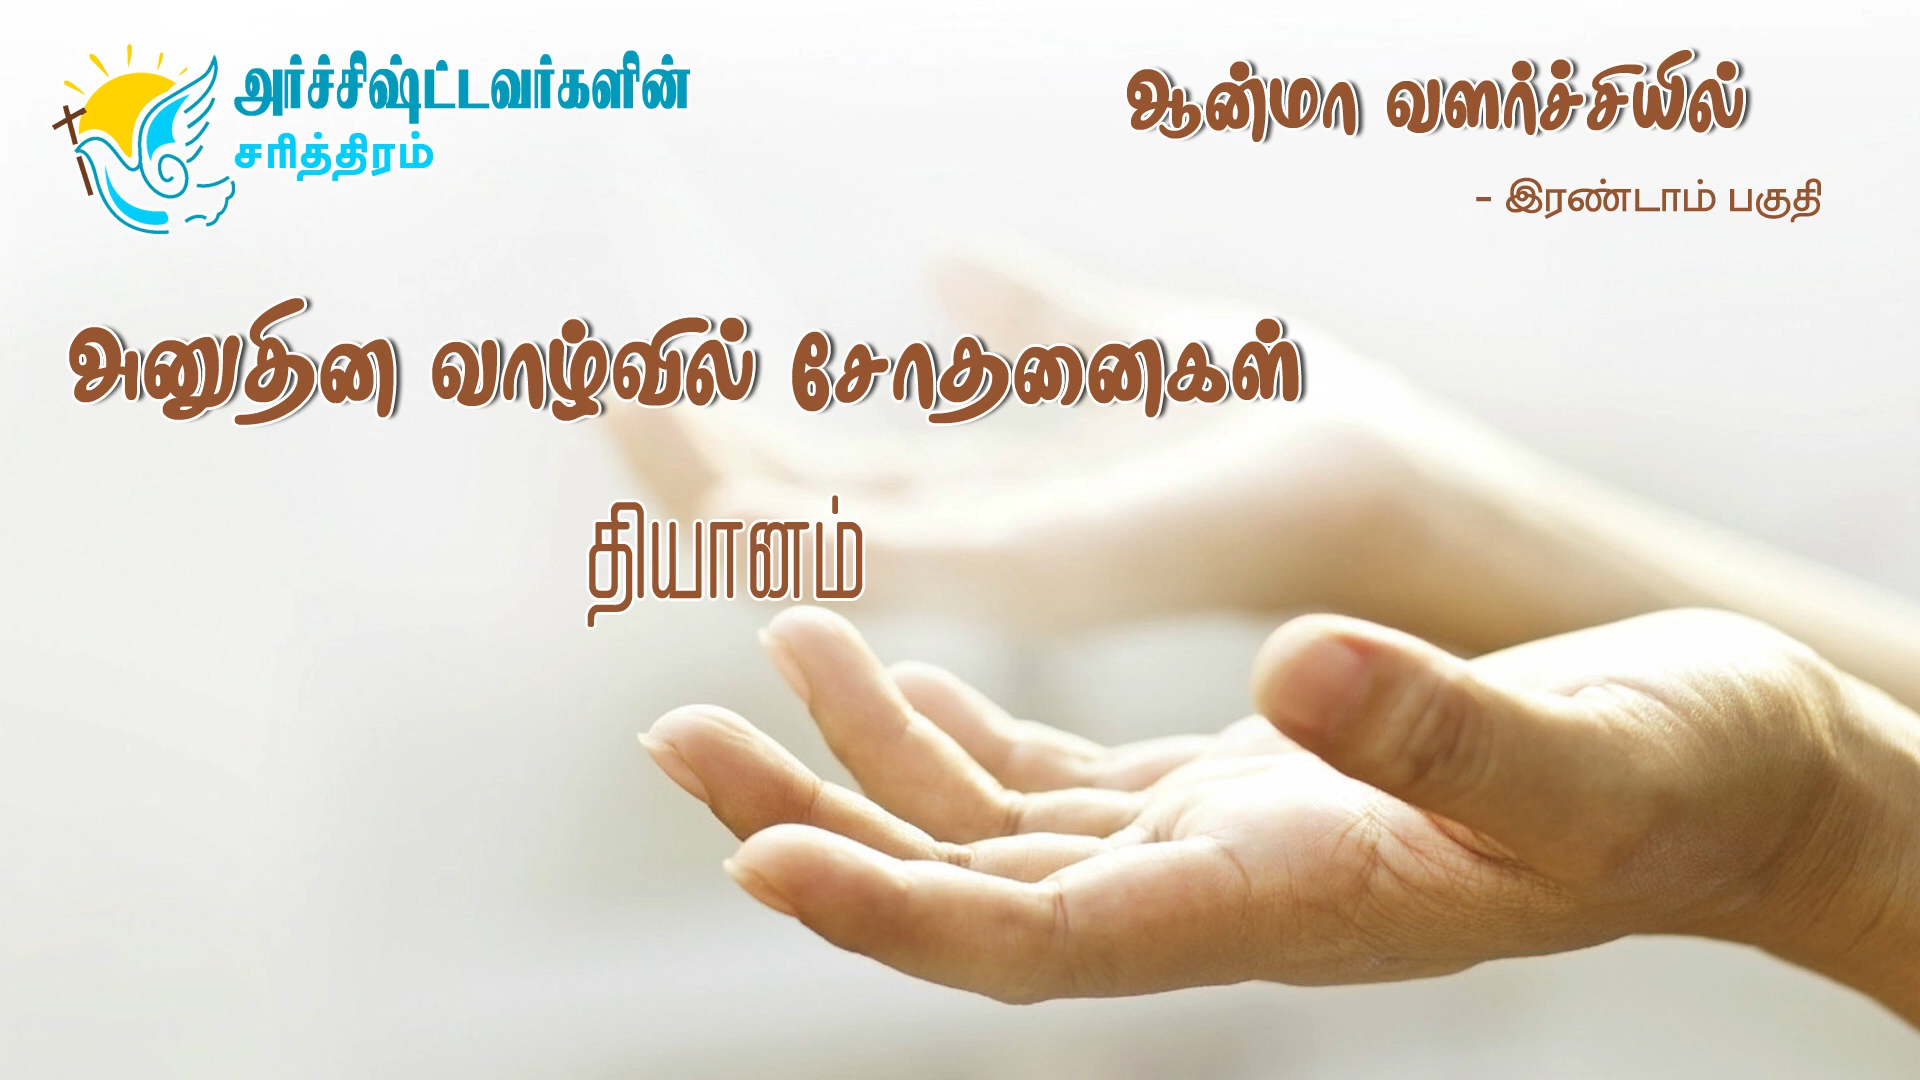 அர்ச்சிஷ்ட்டவர்களின்
சரித்திரம்
ஆன்மா வளர்ச்சியில்
- இரண்டாம் பகுதி
அனுதின வாழ்வில் சோதனைகள்
தியானம்